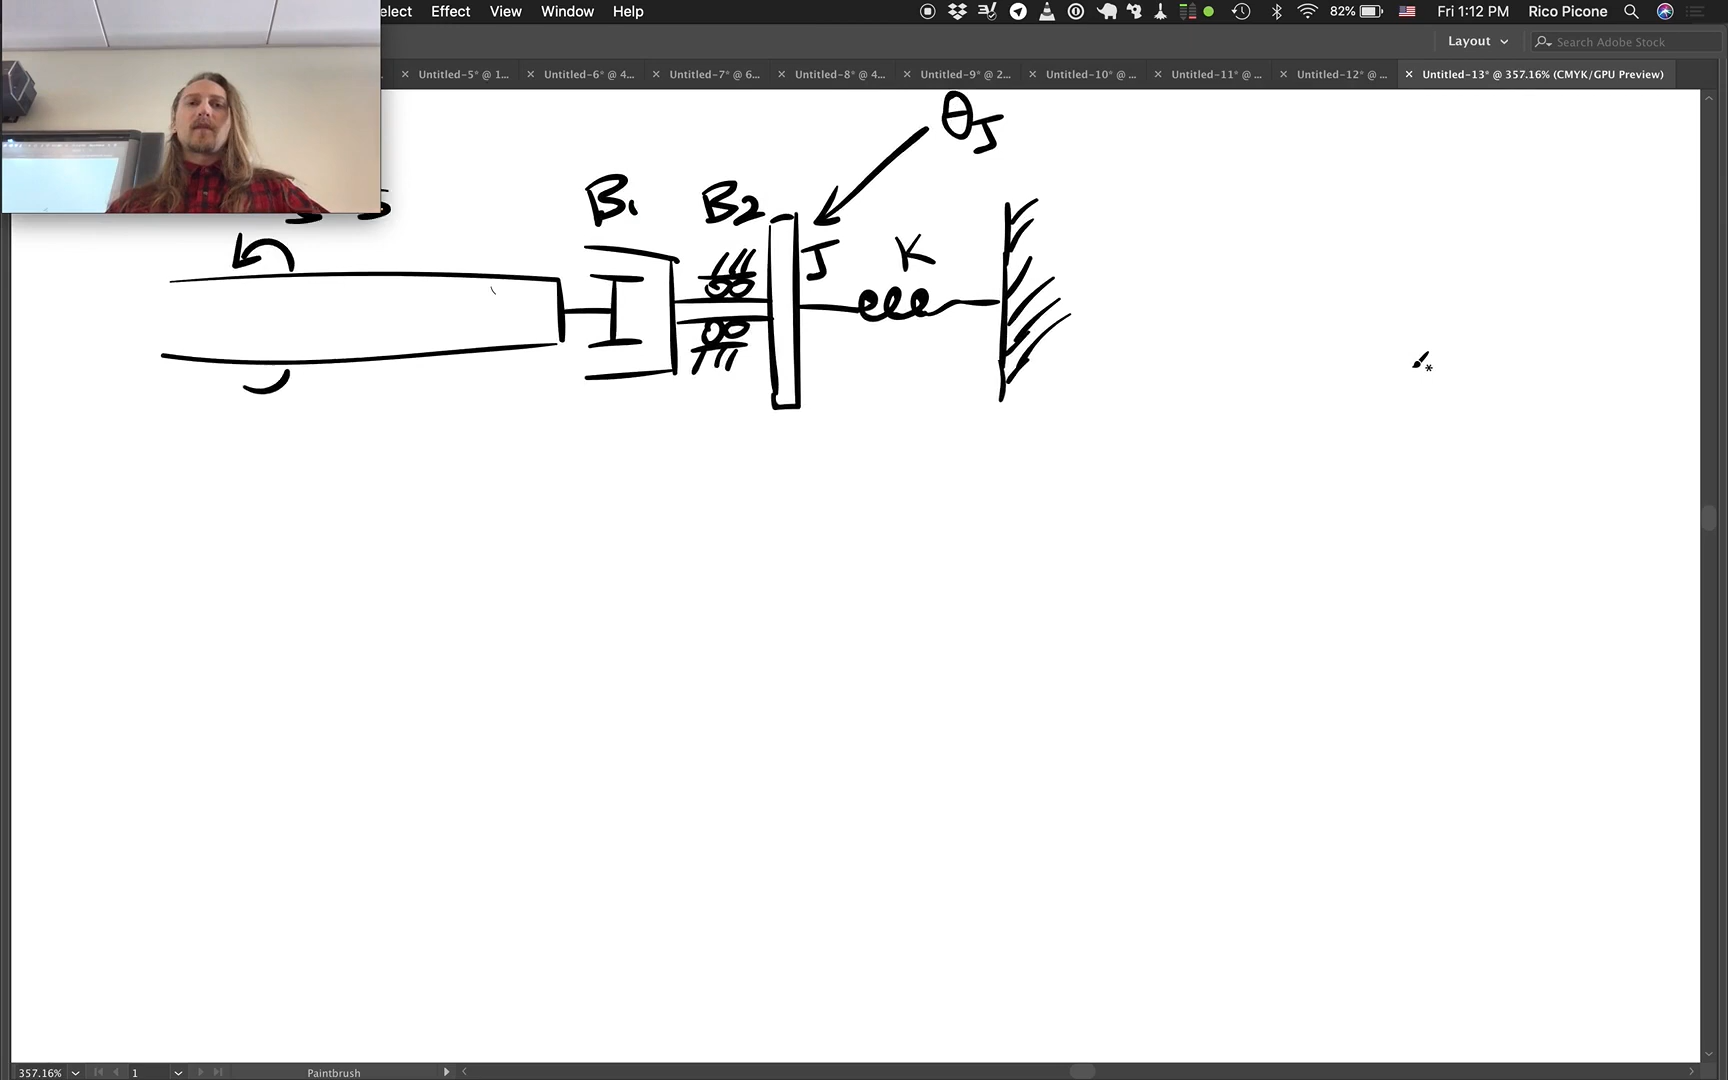 elect Effect View Window Help 82% Fri 1:12 PM Rico Picone
Layout Search Adobe Stock
Untitled-5* @ 1... Untitled-6* @ 4... Untitled-7* @ 6... Untitled-8* @ 4... Untitled-9* @ 2... Untitled-10* @ ... Untitled-11* @ ... Untitled-12* @ ... Untitled-13* @ 357.16% (CMYK/GPU Preview)
θJ
B1 B2 J K
357.16% 1 Paintbrush